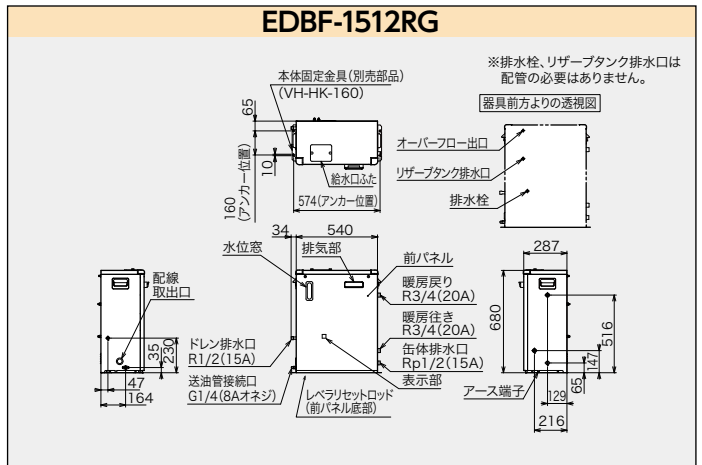 EDBF-1512RG
※排水栓、リザーブタンク排水口は
配管の必要はありません。
器具前方よりの透視図
本体固定金具(別売部品)
(VH-HK-160)
65
10
160
(アンカー位置)
給水口ふた
574(アンカー位置)
オーバーフロー出口
リザーブタンク排水口
排水栓
34
540
水位窓
排気部
前パネル
暖房戻り
R3/4(20A)
暖房往き
R3/4(20A)
缶体排水口
Rp1/2(15A)
表示部
レベラリセットロッド
(前パネル底部)
ドレン排水口
R1/2(15A)
送油管接続口
G1/4(8Aオネジ)
配線
取出口
35
230
47
164
287
680
516
147
65
アース端子
129
216